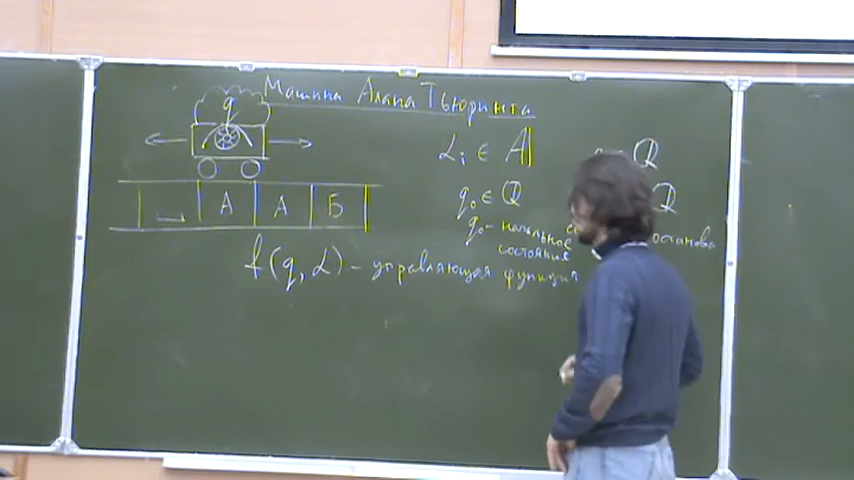 Машина Алана Тьюринга
q
αᵢ ∈ A
Q
q₀ ∈ Q
Q
A A Б
q₀ - начальное
состояние
останова
f(q, α) - управляющая функция